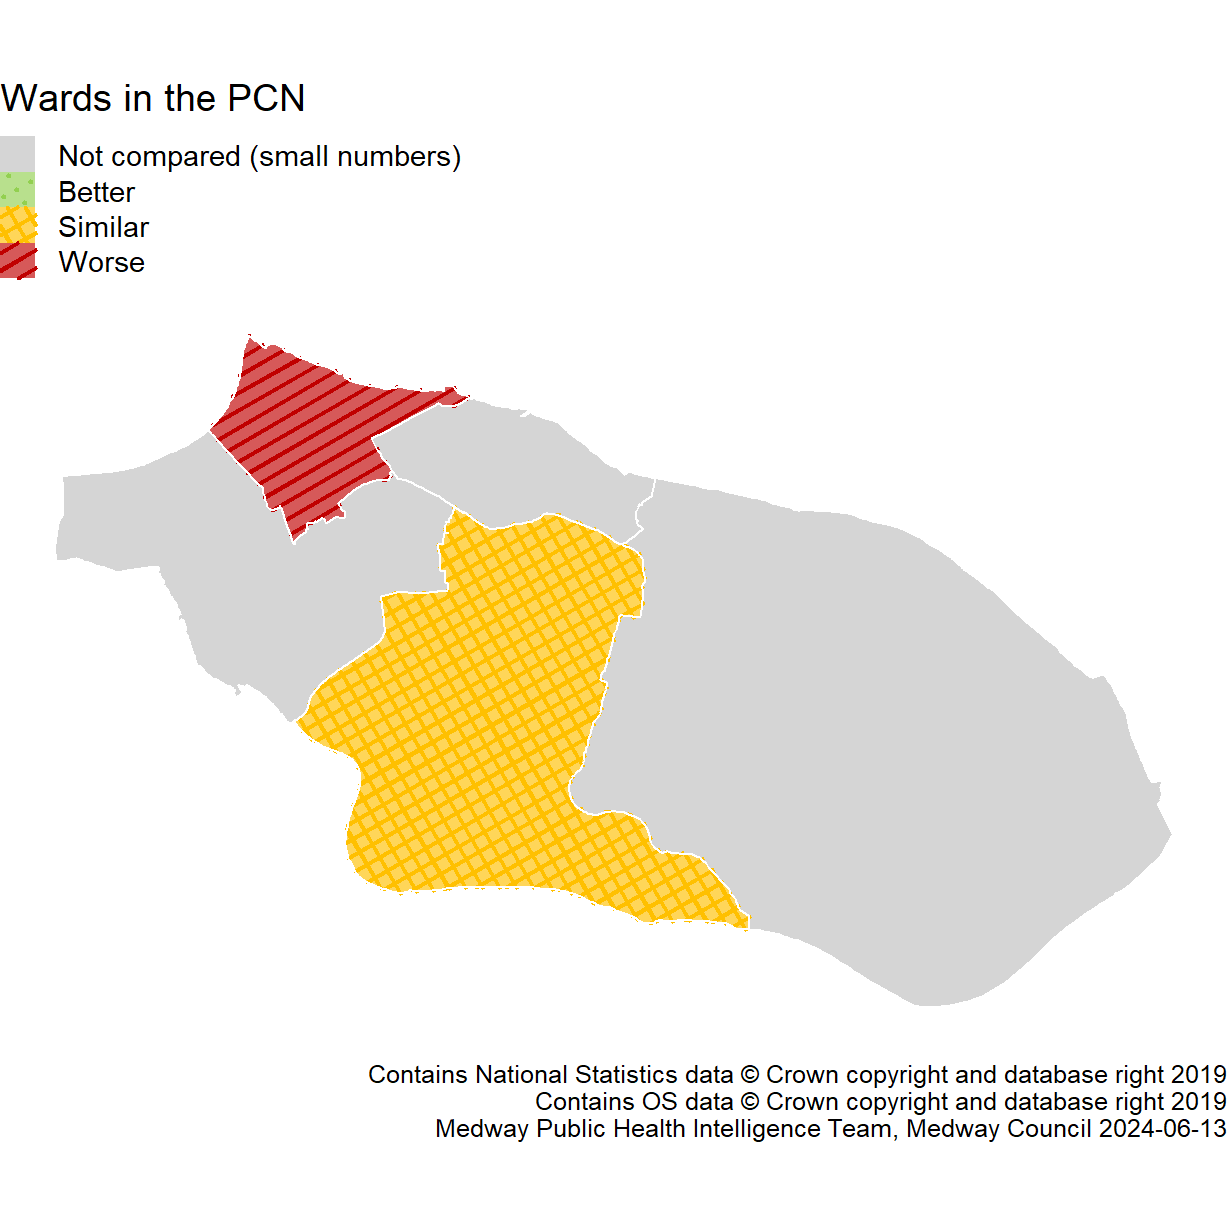 Wards in the PCN
Not compared (small numbers)
Better
Similar
Worse
Contains National Statistics data © Crown copyright and database right 2019
Contains OS data © Crown copyright and database right 2019
Medway Public Health Intelligence Team, Medway Council 2024-06-13